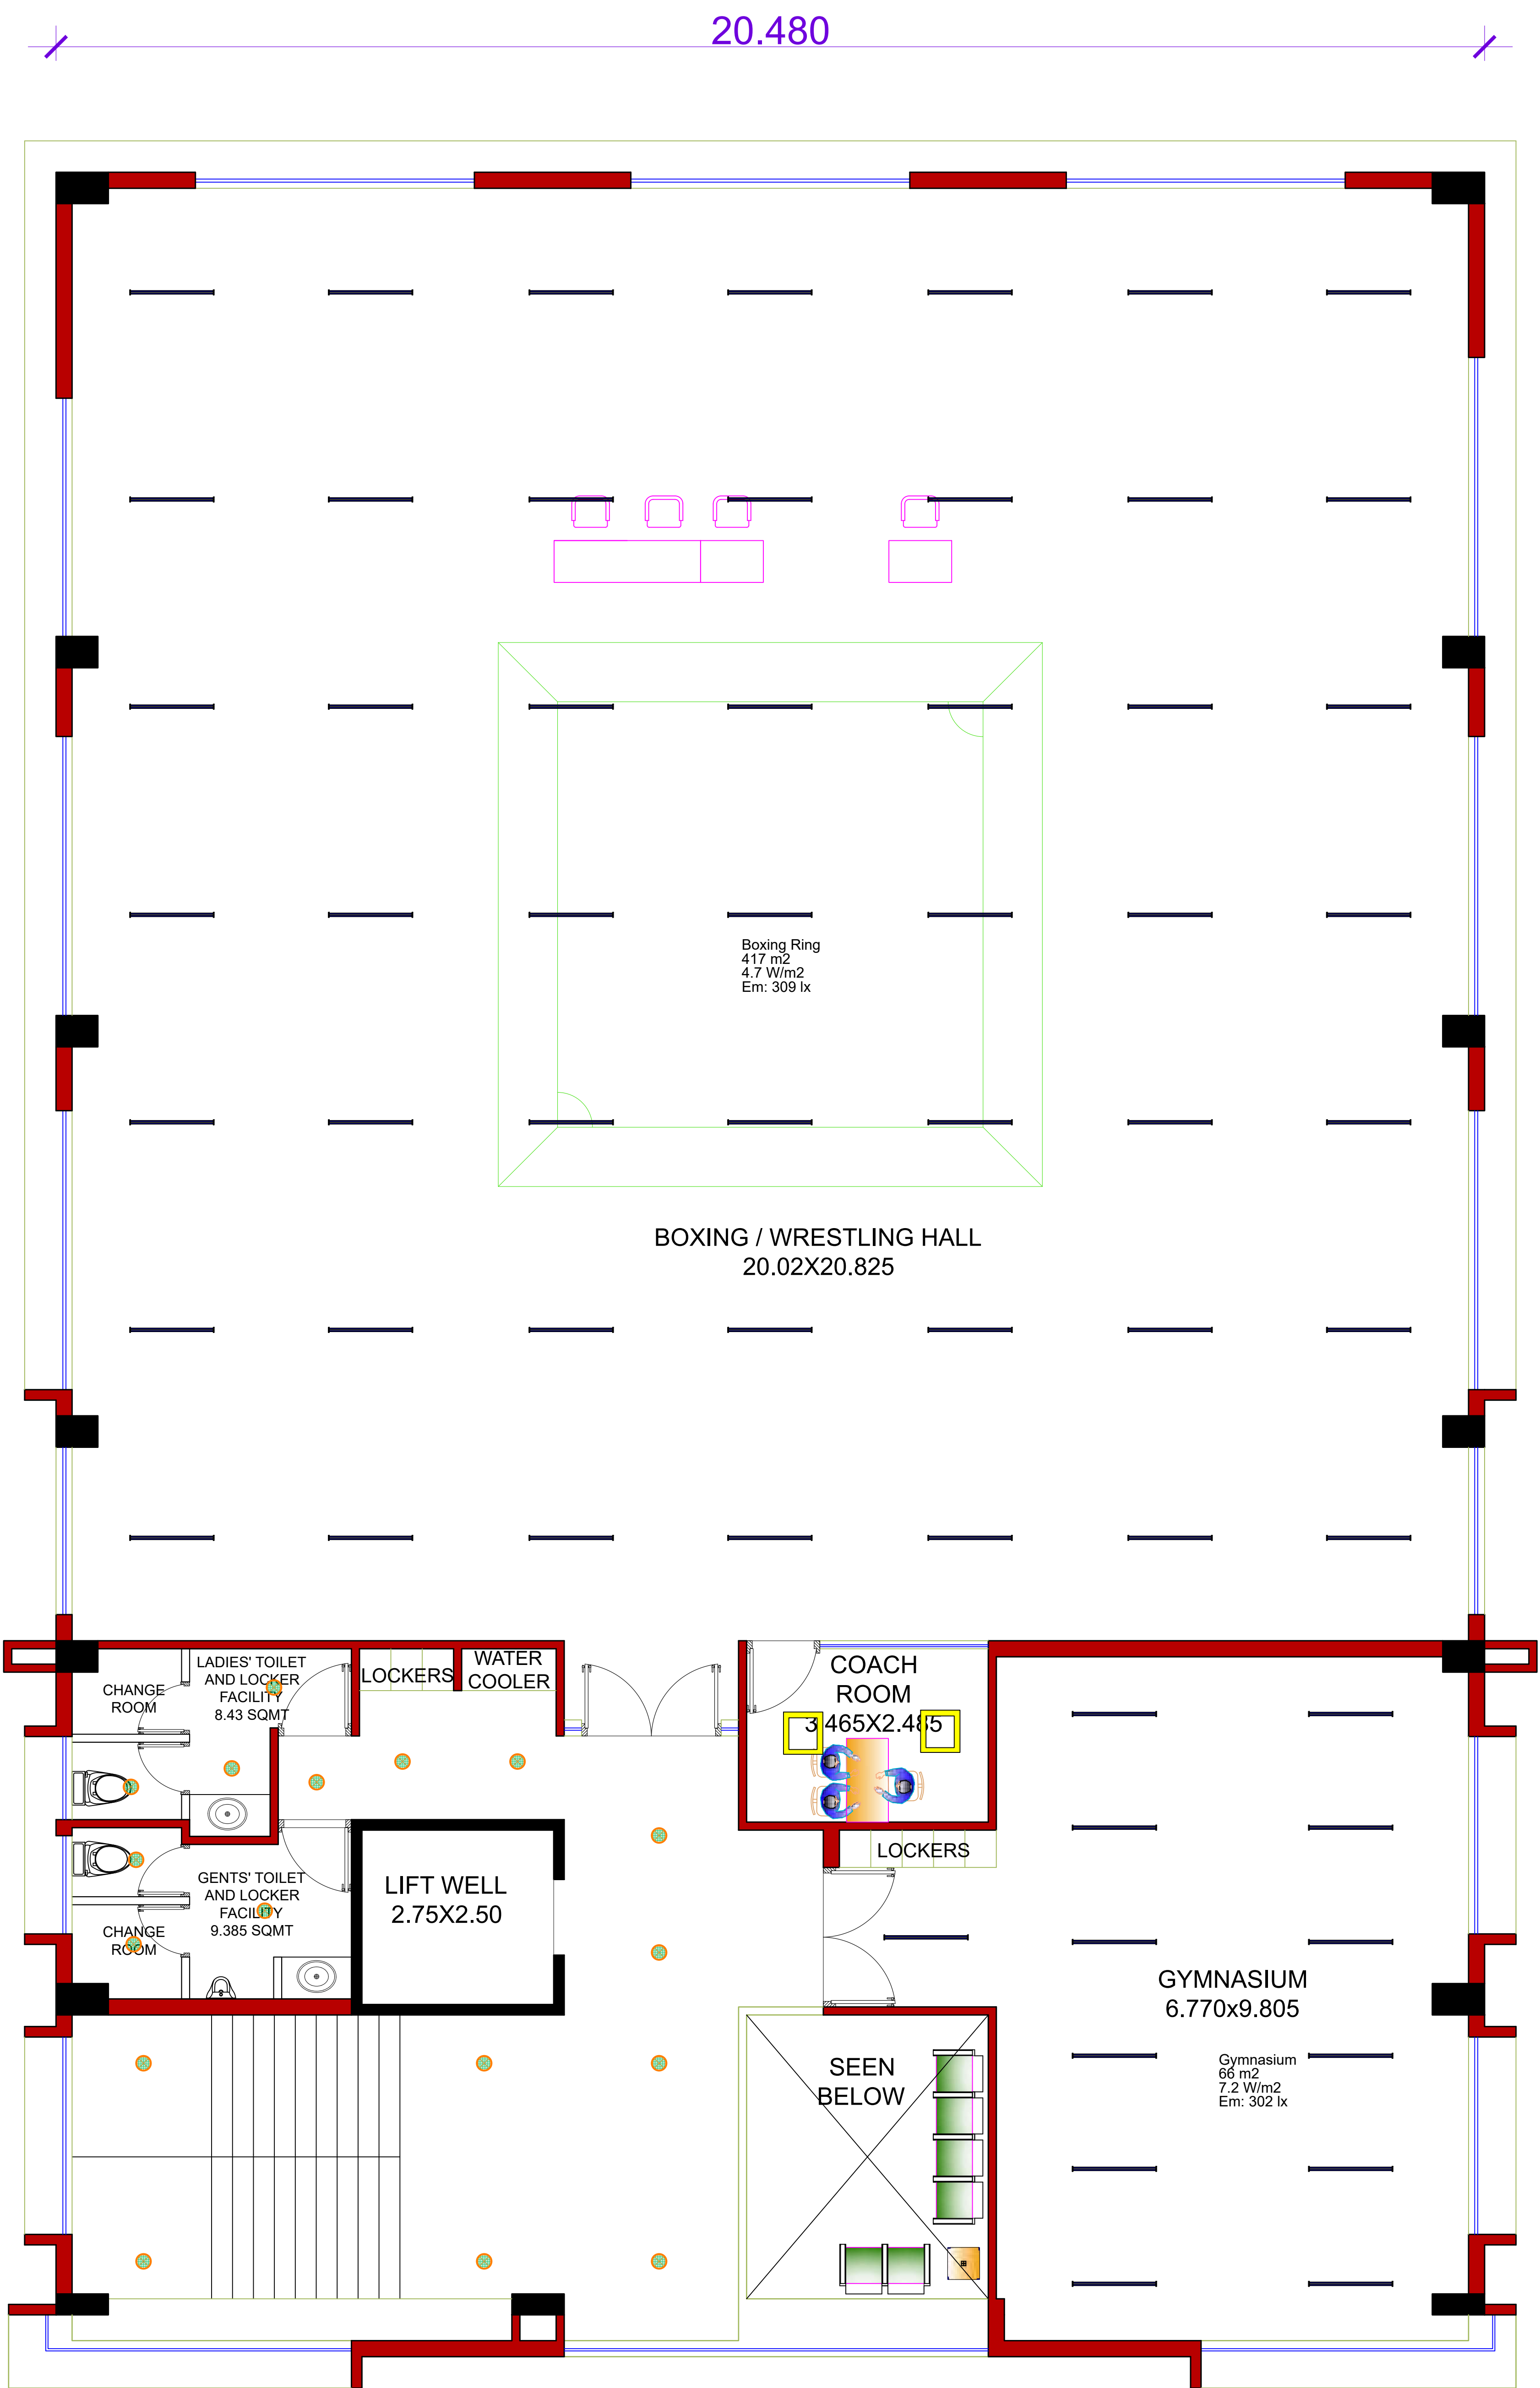 20.480
Boxing Ring
417 m2
4.7 W/m2
Em: 309 lx
BOXING / WRESTLING HALL
20.02X20.825
LADIES' TOILET
AND LOCKER
FACILITY
8.43 SQMT
CHANGE
ROOM
LOCKERS
WATER
COOLER
COACH
ROOM
3.465X2.485
LOCKERS
GENTS' TOILET
AND LOCKER
FACILITY
9.385 SQMT
CHANGE
ROOM
LIFT WELL
2.75X2.50
GYMNASIUM
6.770x9.805
Gymnasium
66 m2
7.2 W/m2
Em: 302 lx
SEEN
BELOW